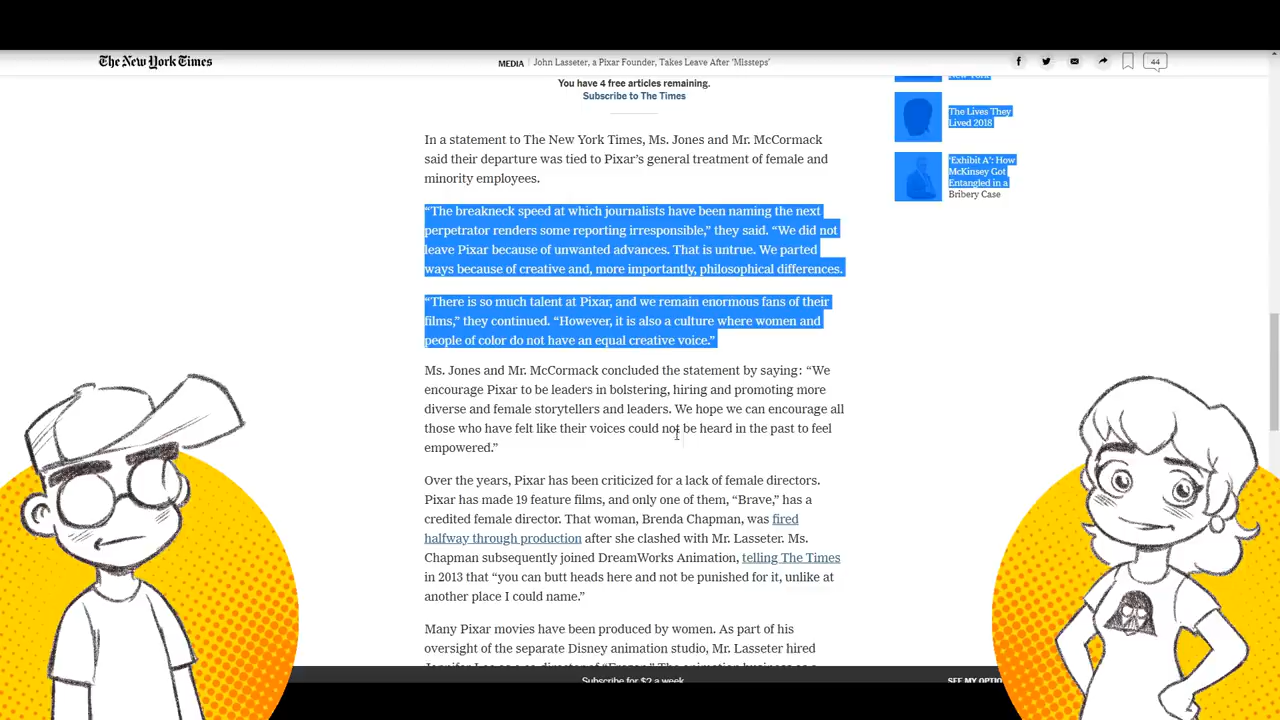 The New York Times
MEDIA
John Lasseter, a Pixar Founder, Takes Leave After 'Missteps'
44
You have 4 free articles remaining.
Subscribe to The Times
In a statement to The New York Times, Ms. Jones and Mr. McCormack
said their departure was tied to Pixar's general treatment of female and
minority employees.
“The breakneck speed at which journalists have been naming the next
perpetrator renders some reporting irresponsible,” they said. “We did not
leave Pixar because of unwanted advances. That is untrue. We parted
ways because of creative and, more importantly, philosophical differences.
“There is so much talent at Pixar, and we remain enormous fans of their
films,” they continued. “However, it is also a culture where women and
people of color do not have an equal creative voice.”
Ms. Jones and Mr. McCormack concluded the statement by saying: “We
encourage Pixar to be leaders in bolstering, hiring and promoting more
diverse and female storytellers and leaders. We hope we can encourage all
those who have felt like their voices could not be heard in the past to feel
empowered.”
Over the years, Pixar has been criticized for a lack of female directors.
Pixar has made 19 feature films, and only one of them, “Brave,” has a
credited female director. That woman, Brenda Chapman, was fired
halfway through production after she clashed with Mr. Lasseter. Ms.
Chapman subsequently joined DreamWorks Animation, telling The Times
in 2013 that “you can butt heads here and not be punished for it, unlike at
another place I could name.”
Many Pixar movies have been produced by women. As part of his
oversight of the separate Disney animation studio, Mr. Lasseter hired
New York
The Lives They
Lived 2018
'Exhibit A': How
McKinsey Got
Entangled in a
Bribery Case
Subscribe for $2 a week
SEE MY OPTIO